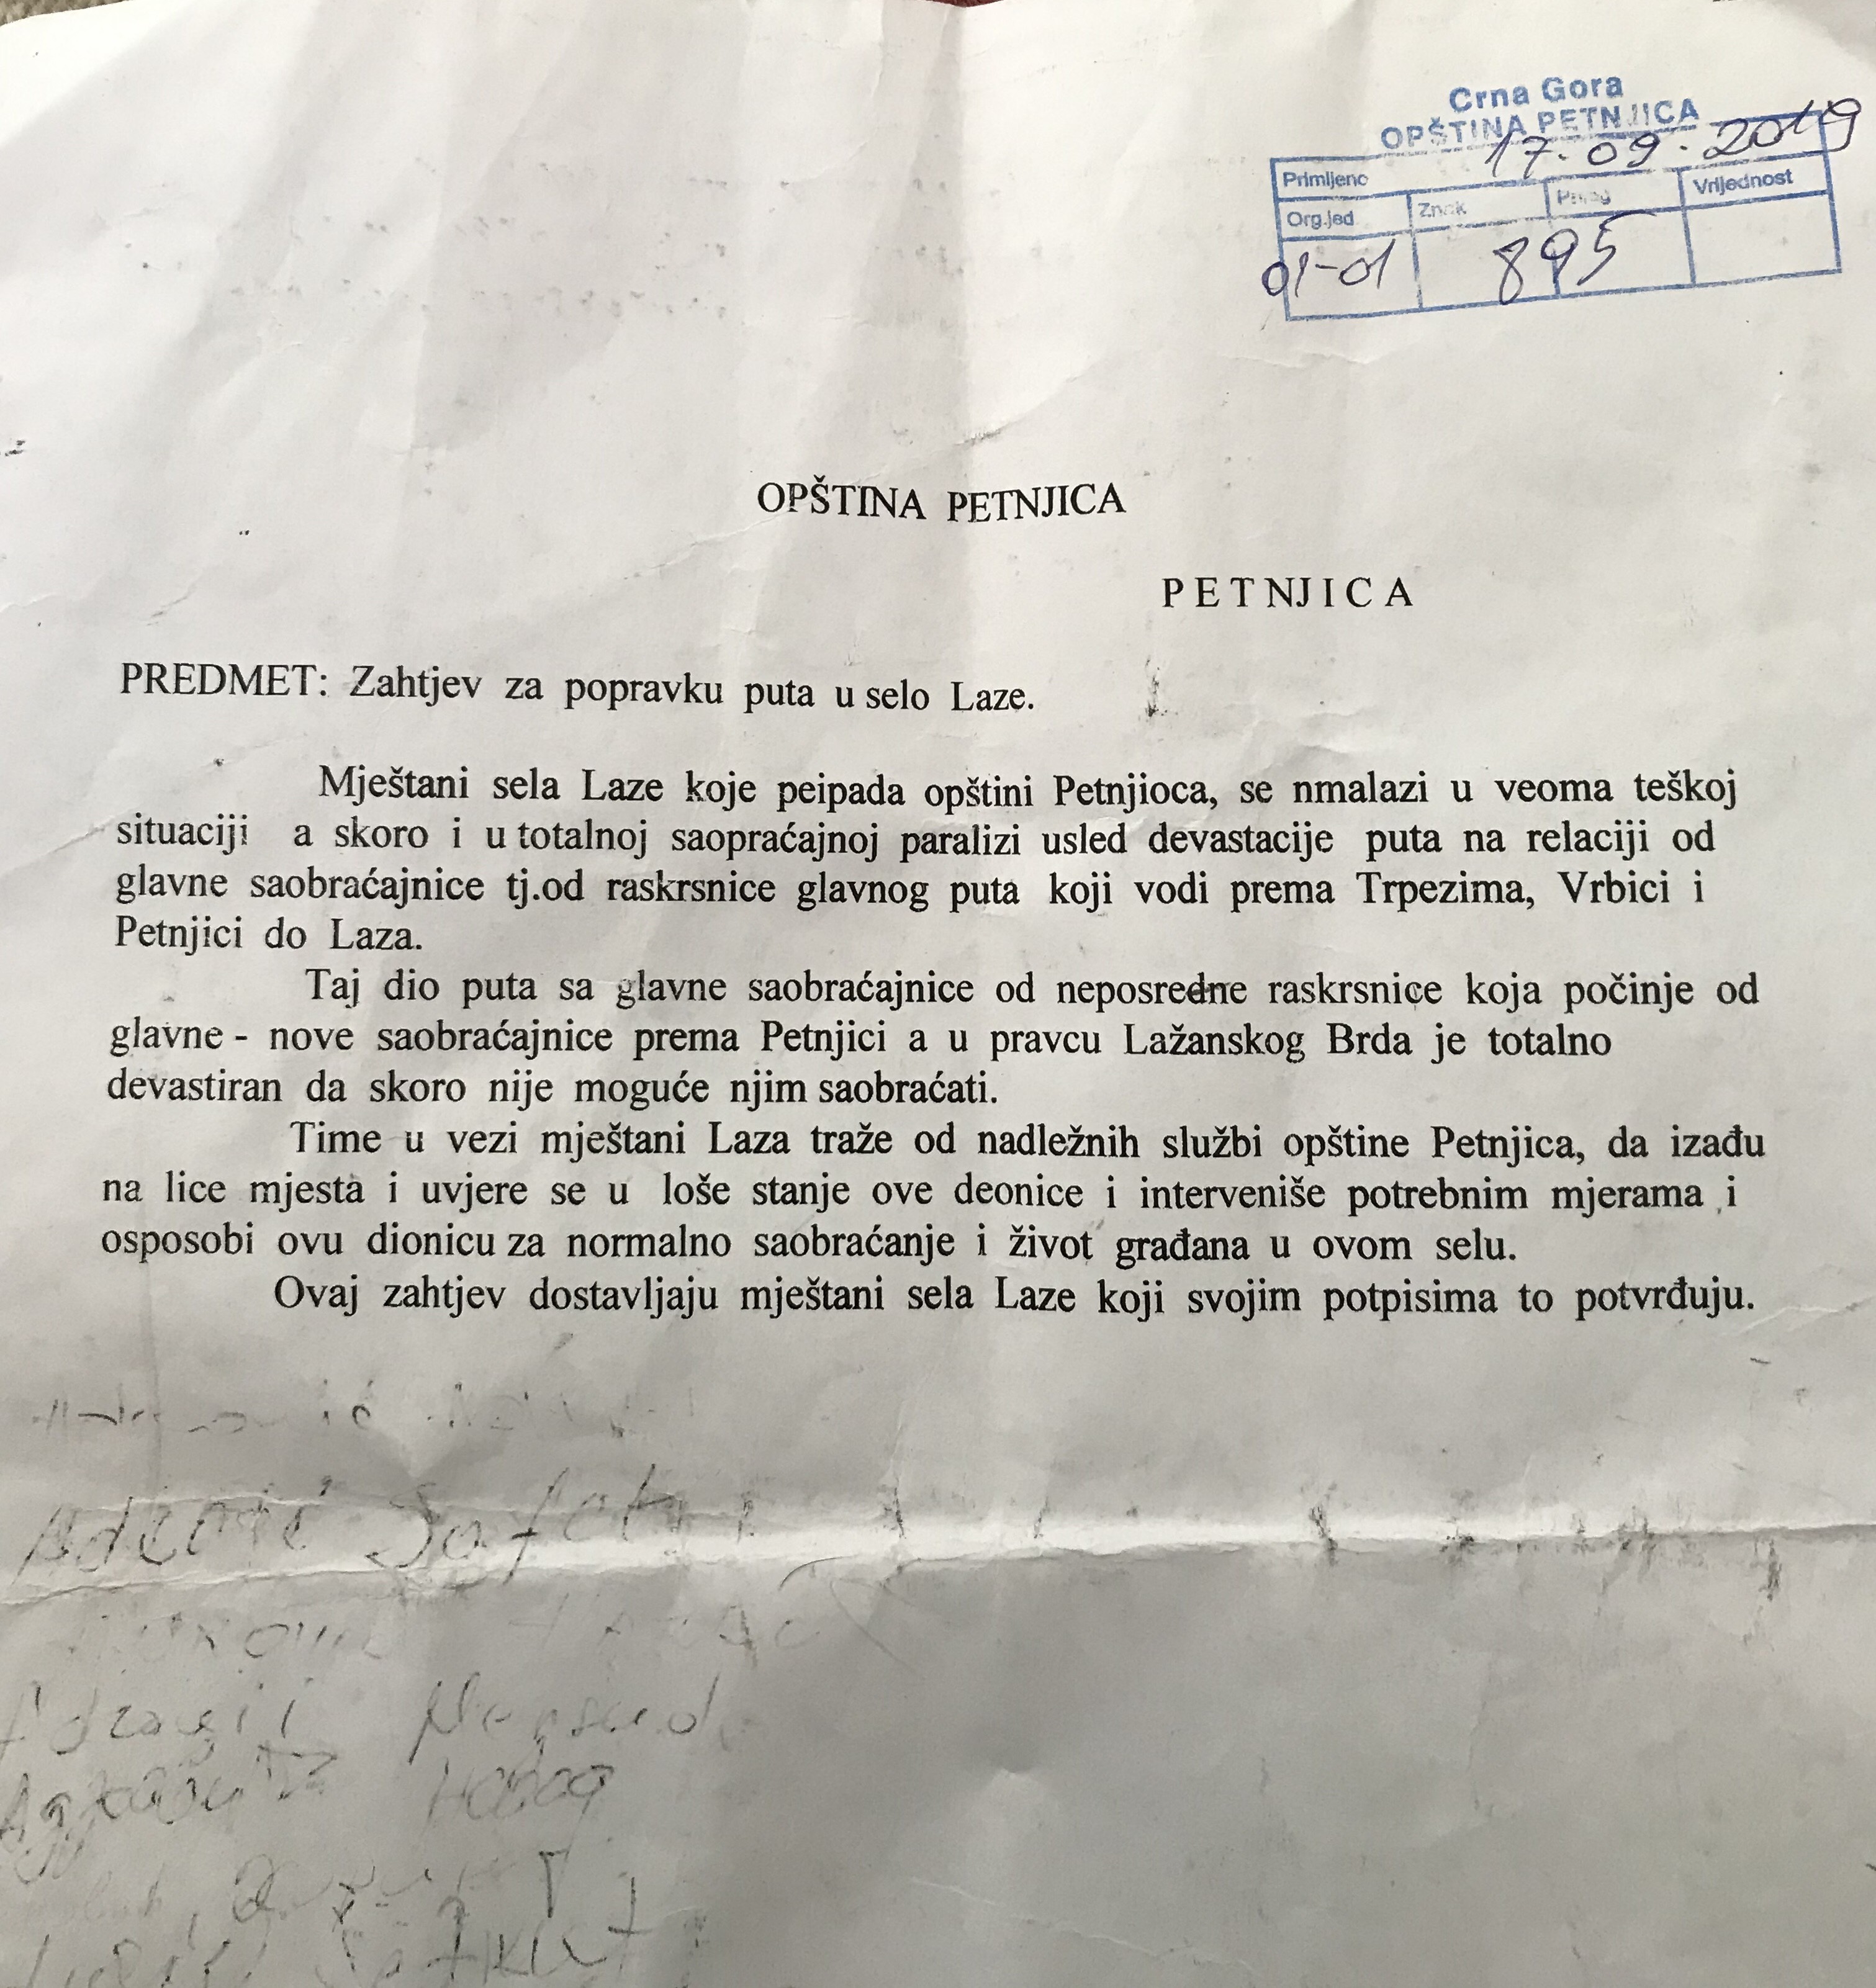 Crna Gora
OPŠTINA PETNJICA
17.09.2019
Primljeno
Org.jed Znak Prilog Vrijednost
01-01 895
OPŠTINA PETNJICA
P E T NJ I C A
PREDMET: Zahtjev za popravku puta u selo Laze.
Mještani sela Laze koje peipada opštini Petnjioca, se nmalazi u veoma teškoj
situaciji a skoro i u totalnoj saopraćajnoj paralizi usled devastacije puta na relaciji od
glavne saobraćajnice tj.od raskrsnice glavnog puta koji vodi prema Trpezima, Vrbici i
Petnjici do Laza.
Taj dio puta sa glavne saobraćajnice od neposredne raskrsnice koja počinje od
glavne - nove saobraćajnice prema Petnjici a u pravcu Lažanskog Brda je totalno
devastiran da skoro nije moguće njim saobraćati.
Time u vezi mještani Laza traže od nadležnih službi opštine Petnjica, da izađu
na lice mjesta i uvjere se u loše stanje ove deonice i interveniše potrebnim mjerama ,i
osposobi ovu dionicu za normalno saobraćanje i život građana u ovom selu.
Ovaj zahtjev dostavljaju mještani sela Laze koji svojim potpisima to potvrđuju.
Safet